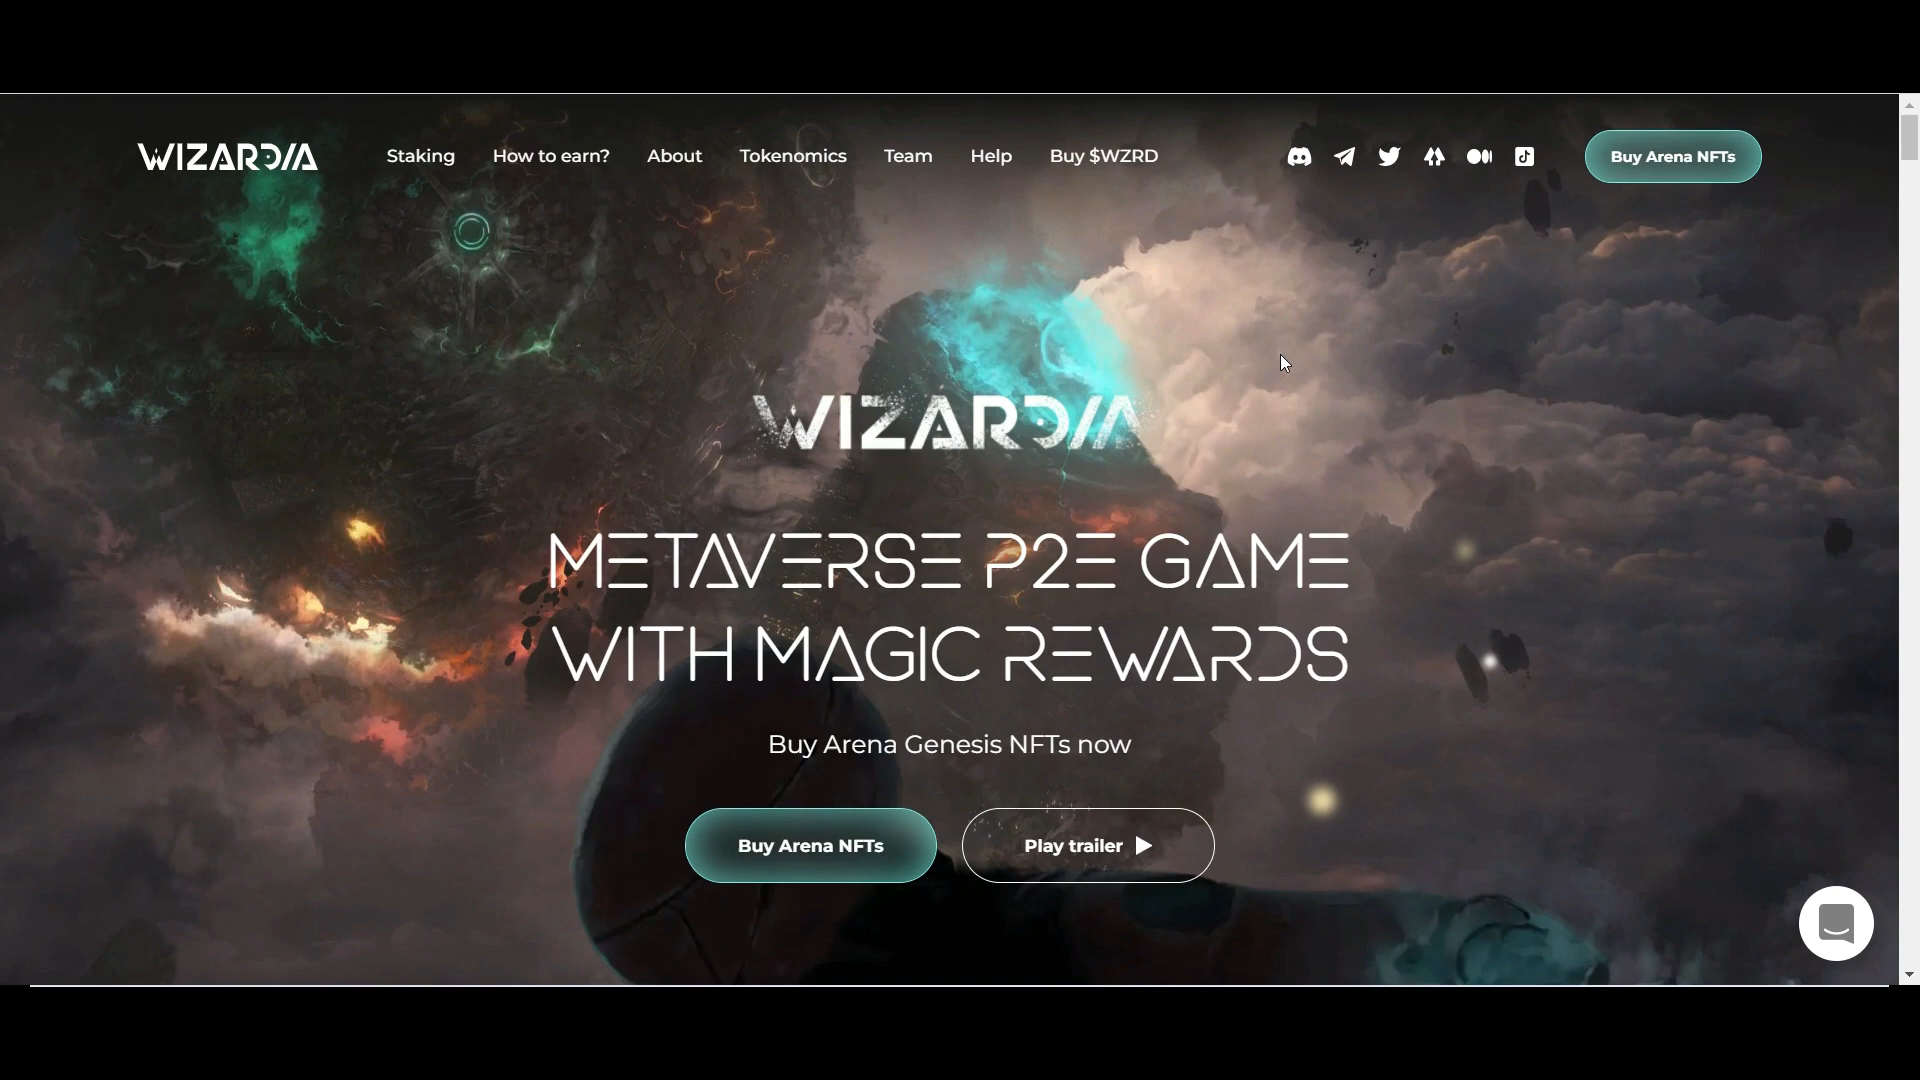 WIZARDIA
Staking How to earn? About Tokenomics Team Help Buy $WZRD Buy Arena NFTs
WIZARDIA
METAVERSE P2E GAME
WITH MAGIC REWARDS
Buy Arena Genesis NFTs now
Buy Arena NFTs Play trailer